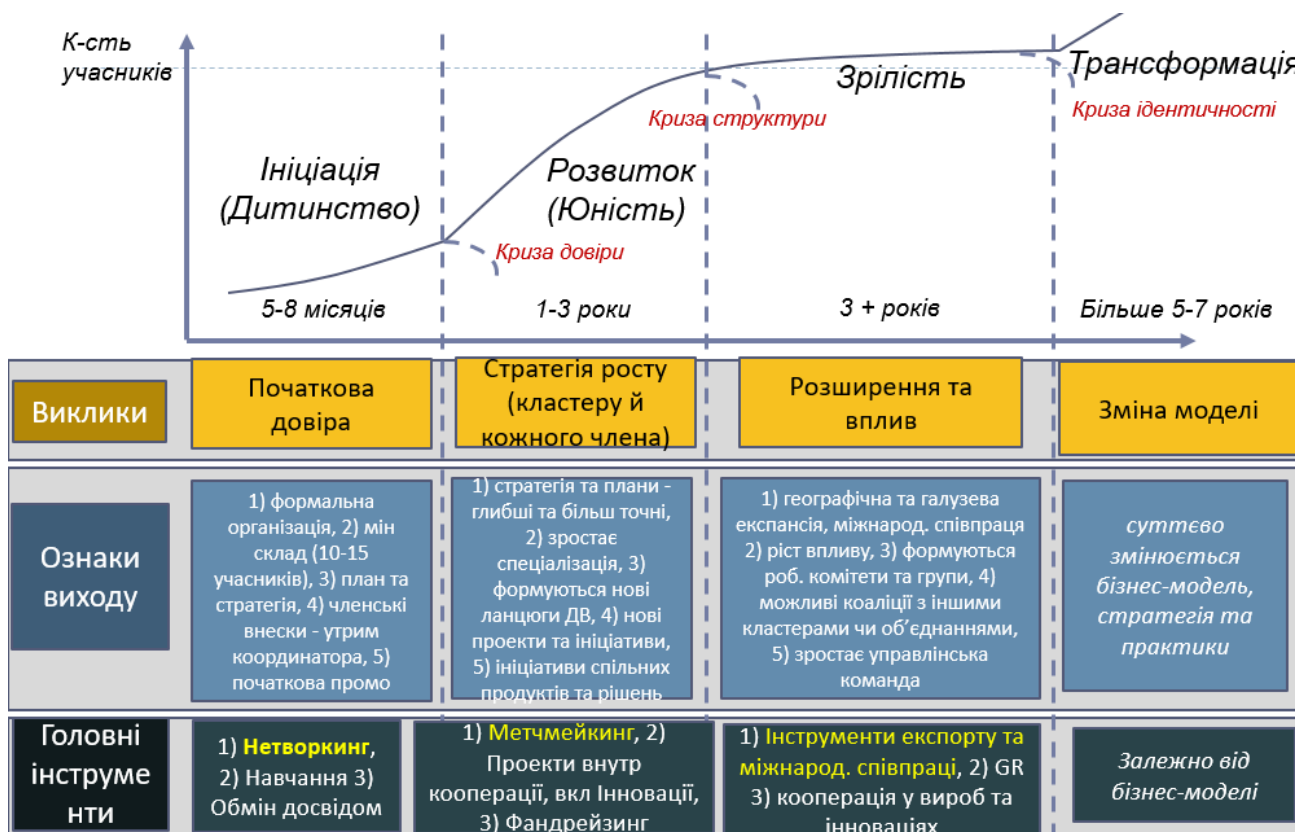 К-сть
учасників
Ініціація
(Дитинство)
Розвиток
(Юність)
Зрілість
Трансформація
Криза довіри
Криза структури
Криза ідентичності
5-8 місяців
1-3 роки
3 + років
Більше 5-7 років
Виклики
Початкова
довіра
Стратегія росту
(кластеру й
кожного члена)
Розширення та
вплив
Зміна моделі
Ознаки
виходу
1) формальна
організація, 2) мін
склад (10-15
учасників), 3) план та
стратегія, 4) членські
внески - утрим
координатора, 5)
початкова промо
1) стратегія та плани -
глибші та більш точні,
2) зростає
спеціалізація, 3)
формуються нові
ланцюги ДВ, 4) нові
проекти та ініціативи,
5) ініціативи спільних
продуктів та рішень
1) географічна та галузева
експансія, міжнарод. співпраця
2) ріст впливу, 3) формуються
роб. комітети та групи, 4)
можливі коаліції з іншими
кластерами чи об’єднаннями,
5) зростає управлінська
команда
суттєво
змінюється
бізнес-модель,
стратегія та
практики
Головні
інструме
нти
1) Нетворкинг,
2) Навчання 3)
Обмін досвідом
1) Метчмейкинг, 2)
Проекти внутр
кооперації, вкл Інновації,
3) Фандрейзинг
1) Інструменти експорту та
міжнарод. співпраці, 2) GR
3) кооперація у вироб та
інноваціях
Залежно від
бізнес-моделі